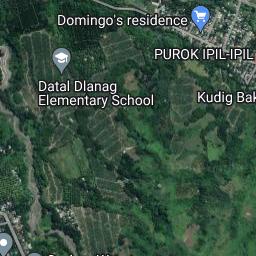 Domingo's residence
PUROK IPIL-IPIL
Datal Dlanag
Elementary School
Kudig Bak